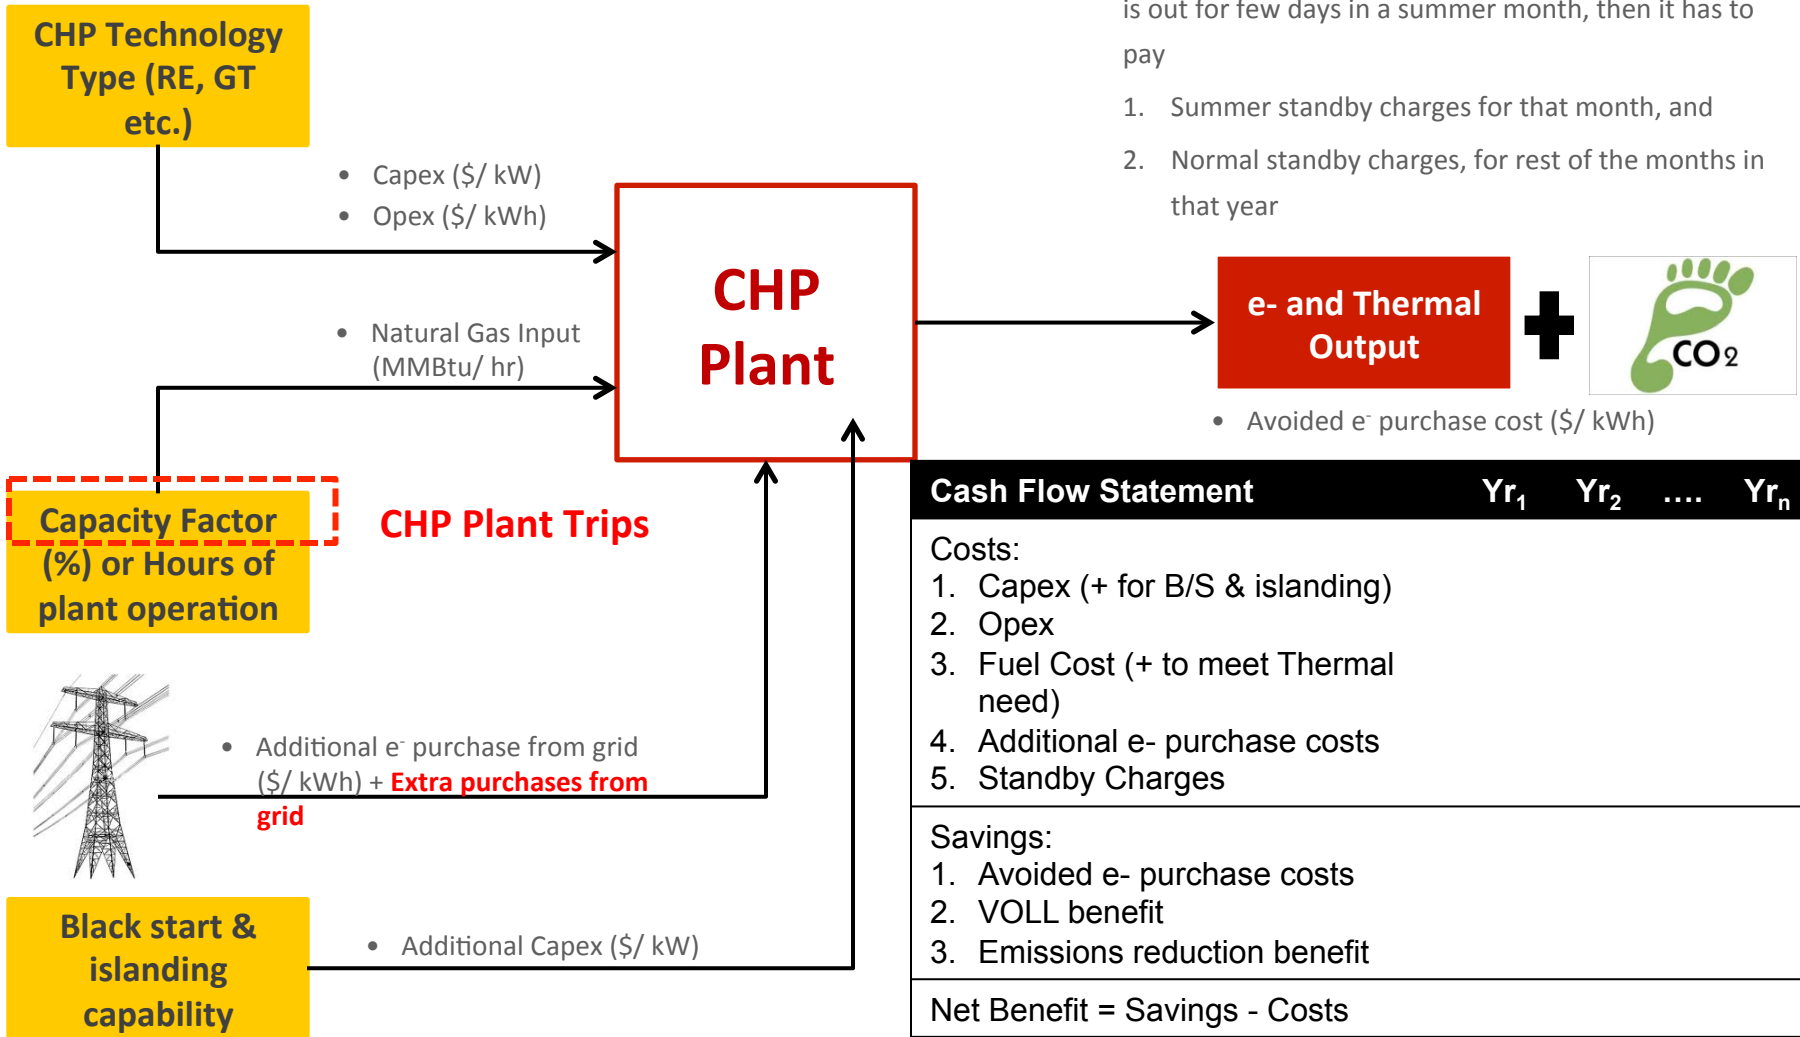 is out for few days in a summer month, then it has to
pay
1. Summer standby charges for that month, and
2. Normal standby charges, for rest of the months in
that year
CHP Technology
Type (RE, GT
etc.)
• Capex ($/ kW)
• Opex ($/ kWh)
• Natural Gas Input
(MMBtu/ hr)
CHP
Plant
e- and Thermal
Output
CO2
• Avoided e- purchase cost ($/ kWh)
Capacity Factor
(%) or Hours of
plant operation
CHP Plant Trips
• Additional e- purchase from grid
($/ kWh) + Extra purchases from
grid
Black start &
islanding
capability
• Additional Capex ($/ kW)
Cash Flow Statement Yr1 Yr2 .... Yrn
Costs:
1. Capex (+ for B/S & islanding)
2. Opex
3. Fuel Cost (+ to meet Thermal
need)
4. Additional e- purchase costs
5. Standby Charges
Savings:
1. Avoided e- purchase costs
2. VOLL benefit
3. Emissions reduction benefit
Net Benefit = Savings - Costs